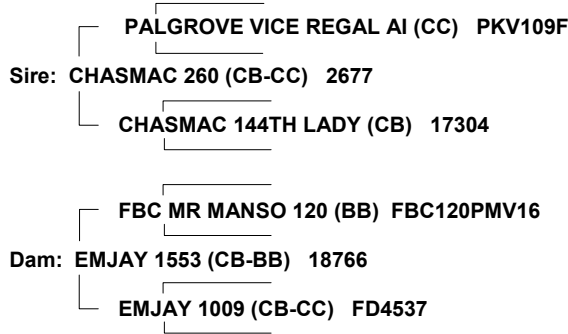 PALGROVE VICE REGAL AI (CC) PKV109F
Sire: CHASMAC 260 (CB-CC) 2677
CHASMAC 144TH LADY (CB) 17304
FBC MR MANSO 120 (BB) FBC120PMV16
Dam: EMJAY 1553 (CB-BB) 18766
EMJAY 1009 (CB-CC) FD4537